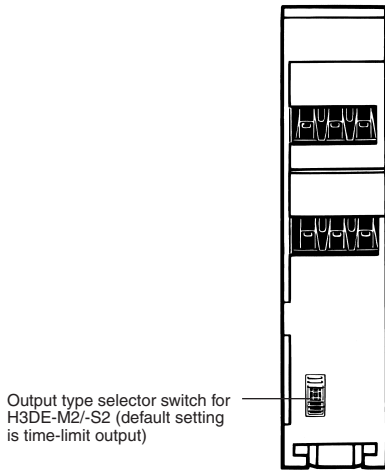 Output type selector switch for
H3DE-M2/-S2 (default setting
is time-limit output)